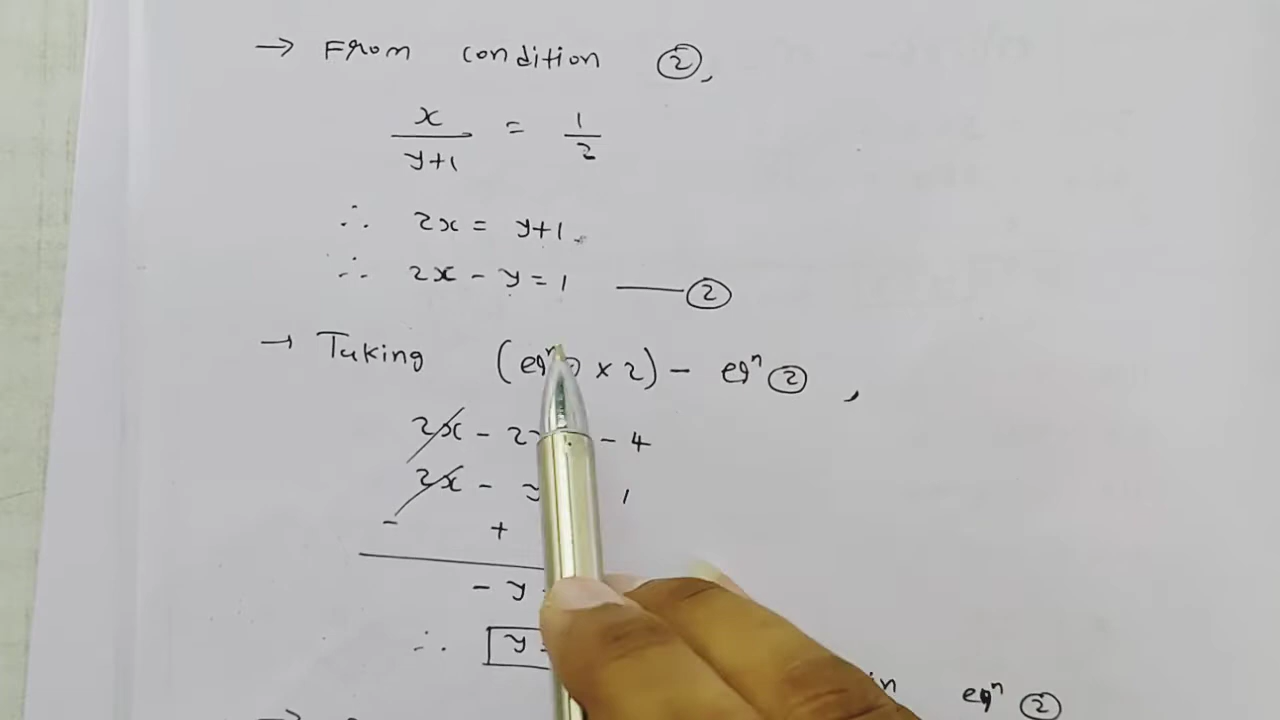 → From condition ②,
x/(y+1) = 1/2
∴ 2x = y+1.
∴ 2x - y = 1 —— ②
→ Taking (eqⁿ × 2) - eqⁿ ②,
2x - 2 - 4
2x - y 1
- +
- y
∴ y
in eqⁿ ②